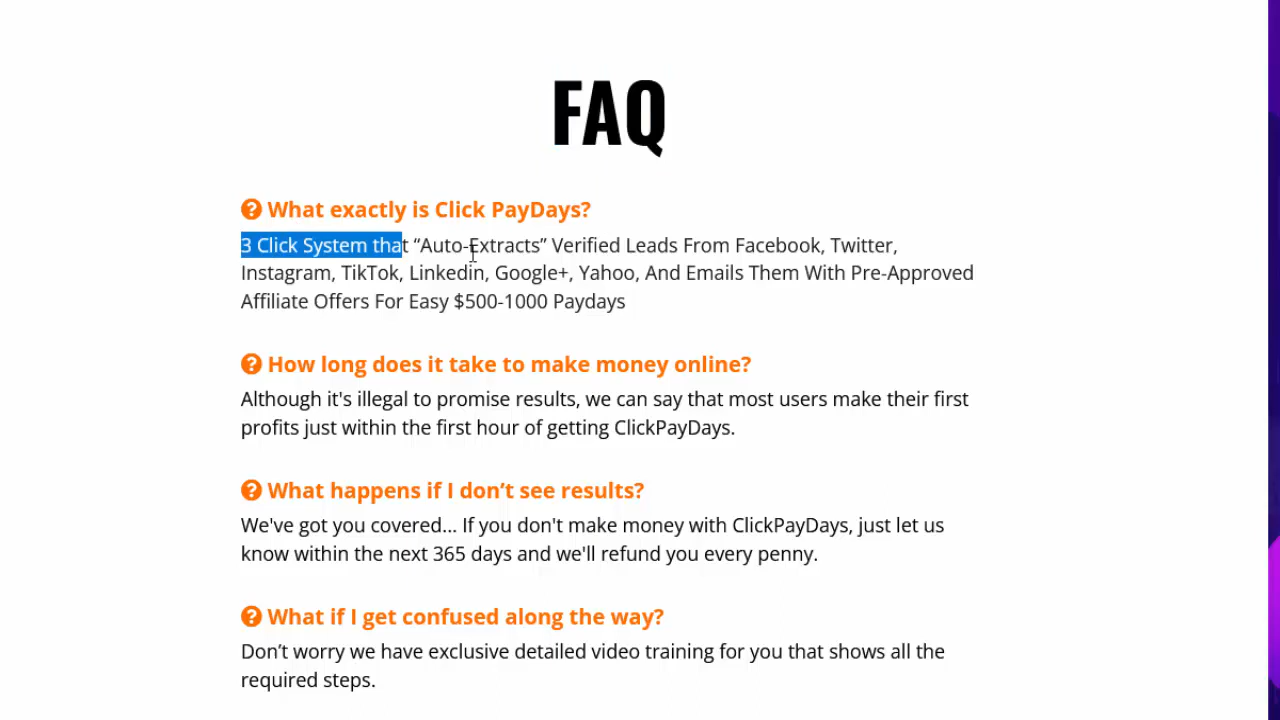 FAQ
What exactly is Click PayDays?
3 Click System that “Auto-Extracts” Verified Leads From Facebook, Twitter,
Instagram, TikTok, Linkedin, Google+, Yahoo, And Emails Them With Pre-Approved
Affiliate Offers For Easy $500-1000 Paydays
How long does it take to make money online?
Although it's illegal to promise results, we can say that most users make their first
profits just within the first hour of getting ClickPayDays.
What happens if I don’t see results?
We've got you covered... If you don't make money with ClickPayDays, just let us
know within the next 365 days and we'll refund you every penny.
What if I get confused along the way?
Don’t worry we have exclusive detailed video training for you that shows all the
required steps.